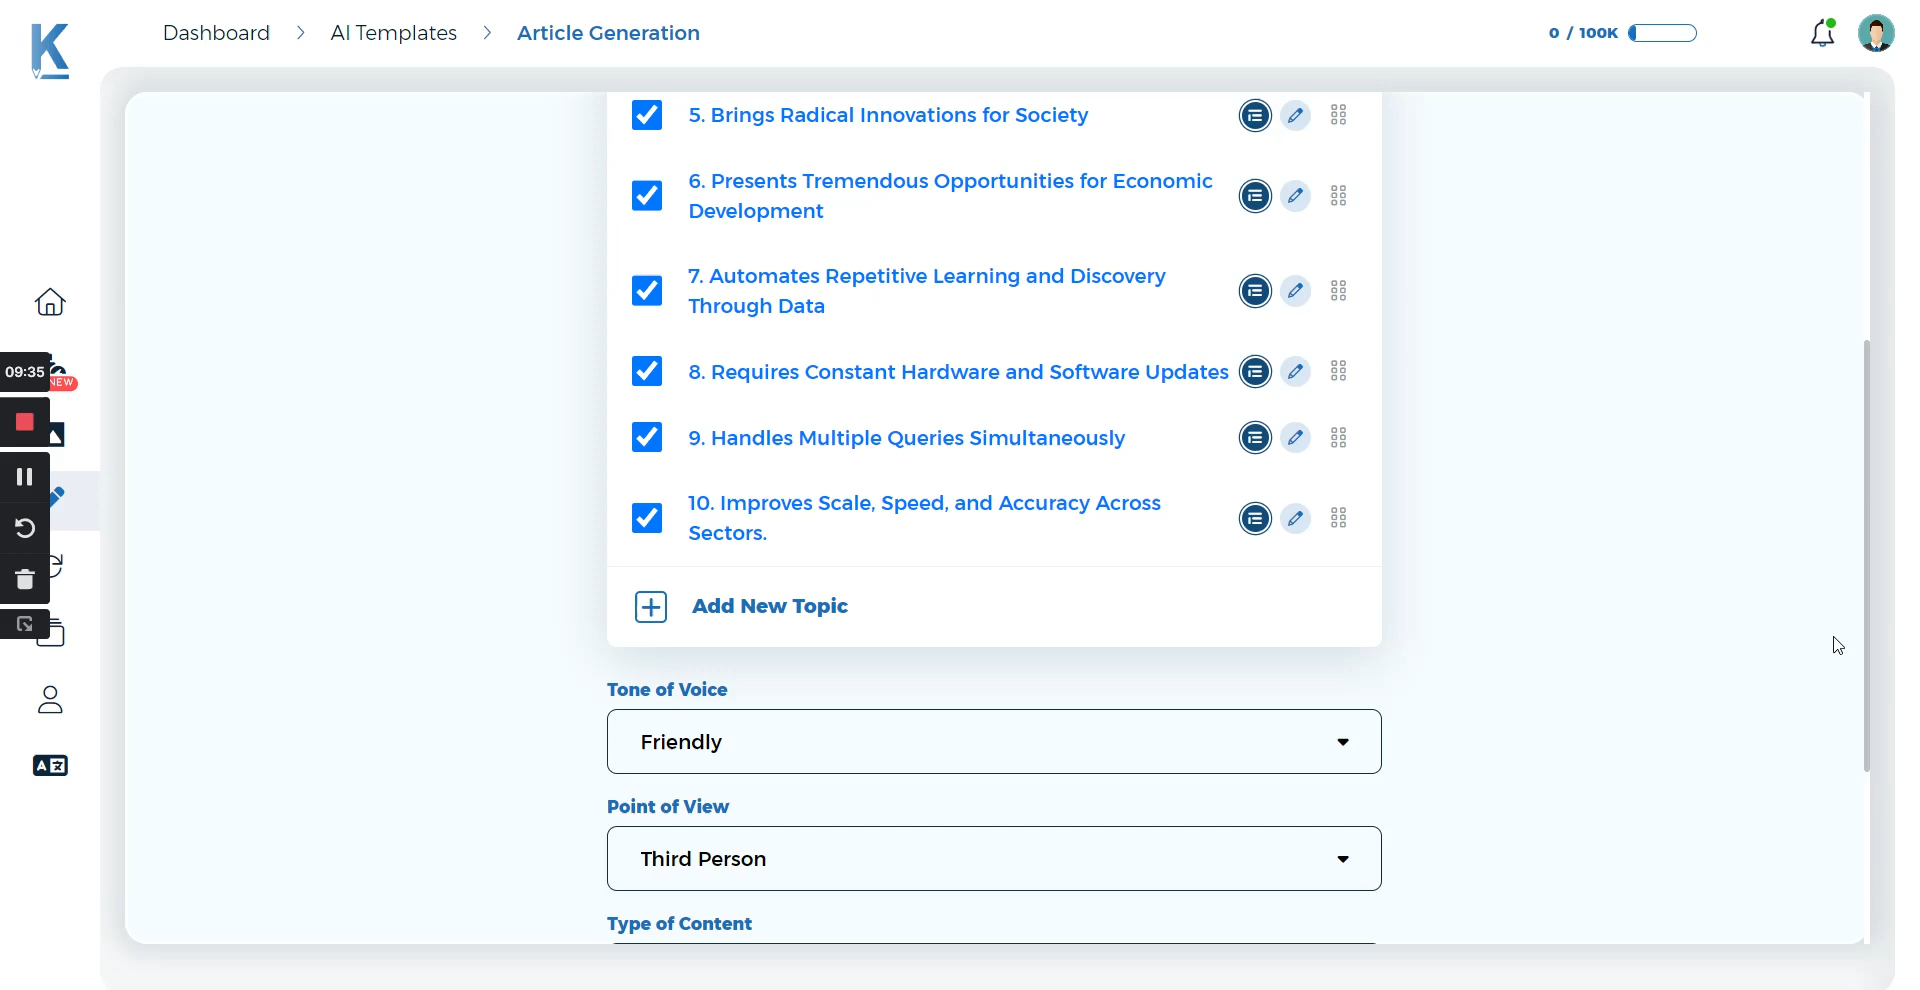 K
Dashboard > AI Templates > Article Generation
0 / 100K
5. Brings Radical Innovations for Society
6. Presents Tremendous Opportunities for Economic
Development
7. Automates Repetitive Learning and Discovery
Through Data
8. Requires Constant Hardware and Software Updates
9. Handles Multiple Queries Simultaneously
10. Improves Scale, Speed, and Accuracy Across
Sectors.
Add New Topic
Tone of Voice
Friendly
Point of View
Third Person
Type of Content
09:35
NEW
A